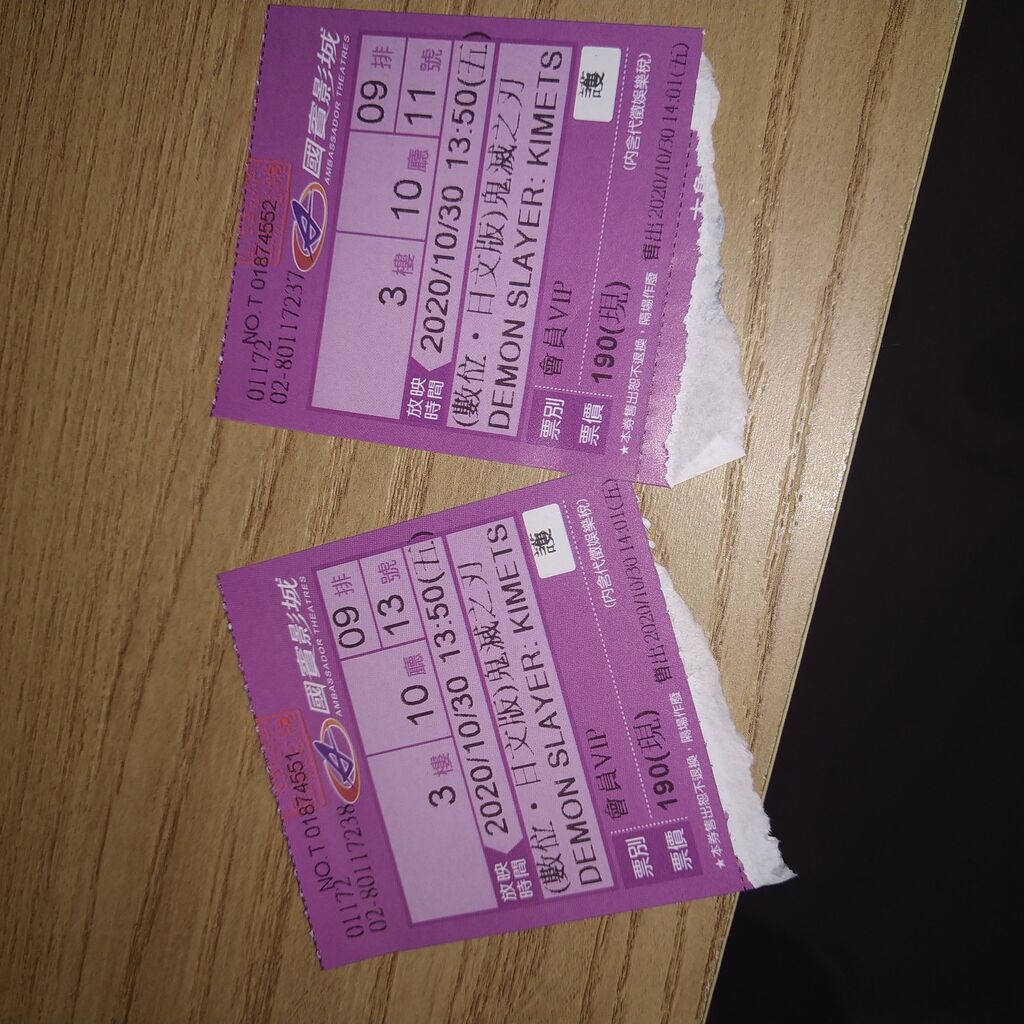 NO. T 01874552
01172
02-80117237
國賓影城
AMBASSADOR THEATRES
3 樓 10 廳 09 排
11 號
放映時間 2020/10/30 13:50(五)
(數位·日文版)鬼滅之刃
DEMON SLAYER: KIMETS
護
票別 會員VIP
票價 190(現) (內含代徵娛樂稅)
★本券售出恕不退換，隔場作廢 售出2020/10/30 14:01(五)
NO. T 01874551
01172
02-80117238
國賓影城
AMBASSADOR THEATRES
3 樓 10 廳 09 排
13 號
放映時間 2020/10/30 13:50(五)
(數位·日文版)鬼滅之刃
DEMON SLAYER: KIMETS
護
票別 會員VIP
票價 190(現) (內含代徵娛樂稅)
★本券售出恕不退換，隔場作廢 售出2020/10/30 14:01(五)